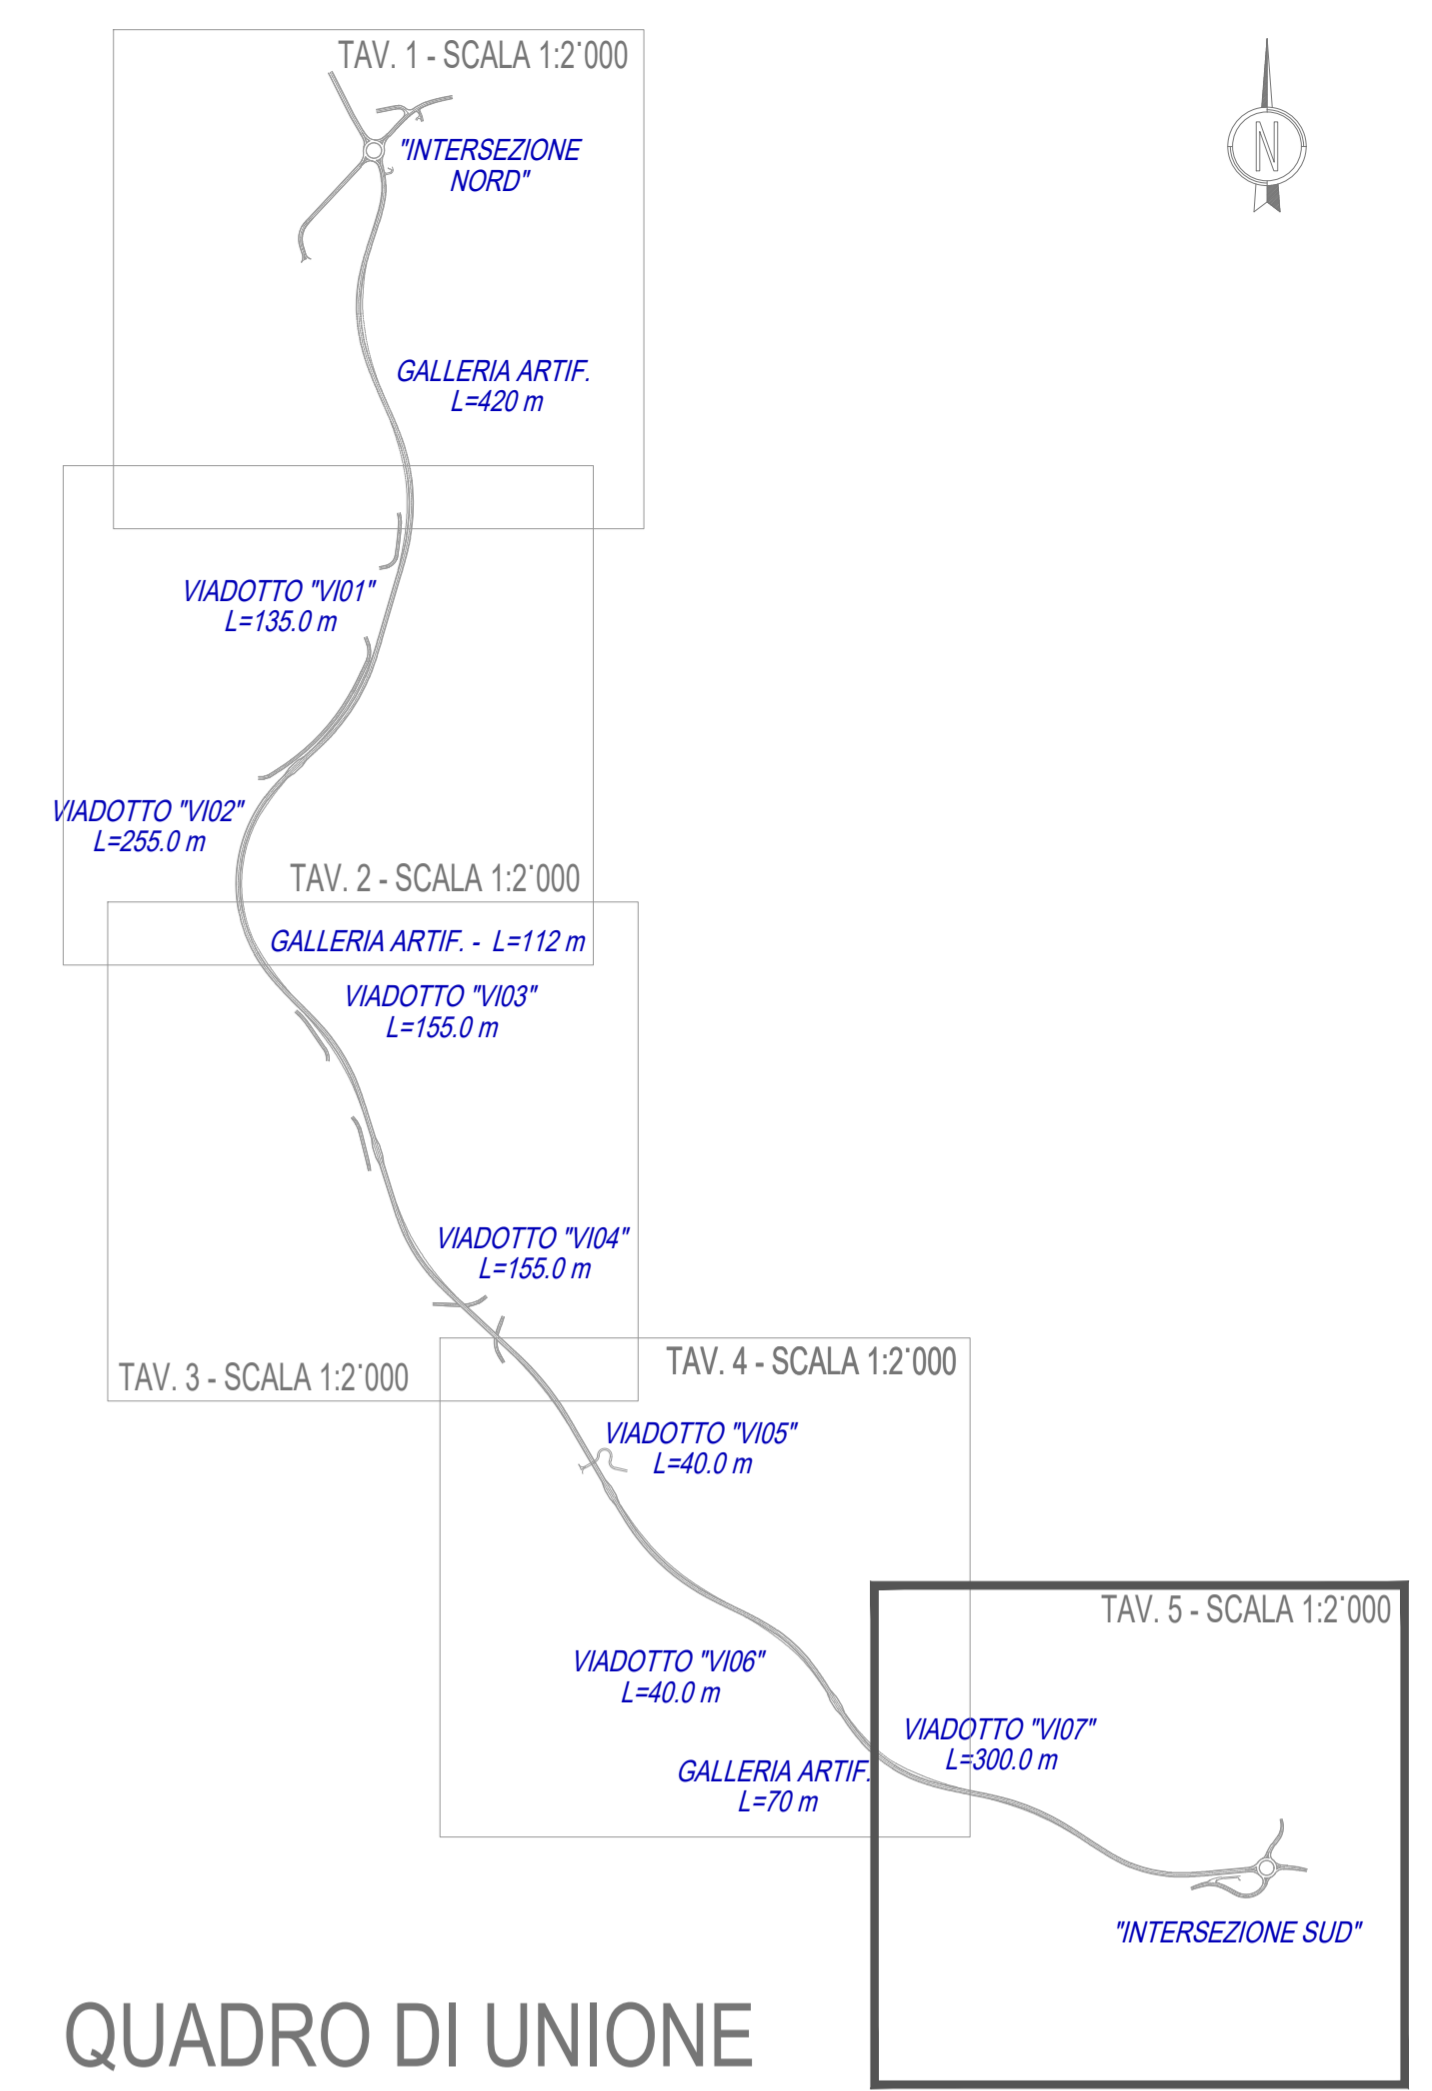 TAV. 1 - SCALA 1:2˙000
N
"INTERSEZIONE
NORD"
GALLERIA ARTIF.
L=420 m
VIADOTTO "VI01"
L=135.0 m
VIADOTTO "VI02"
L=255.0 m
TAV. 2 - SCALA 1:2˙000
GALLERIA ARTIF. - L=112 m
VIADOTTO "VI03"
L=155.0 m
VIADOTTO "VI04"
L=155.0 m
TAV. 3 - SCALA 1:2˙000
TAV. 4 - SCALA 1:2˙000
VIADOTTO "VI05"
L=40.0 m
TAV. 5 - SCALA 1:2˙000
VIADOTTO "VI06"
L=40.0 m
VIADOTTO "VI07"
L=300.0 m
GALLERIA ARTIF.
L=70 m
"INTERSEZIONE SUD"
QUADRO DI UNIONE